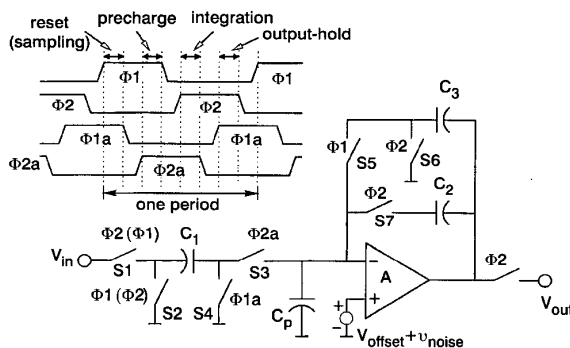 reset
(sampling)
precharge
integration
output-hold
Φ1
Φ1
Φ2
Φ2
Φ1a
Φ1a
Φ2a
Φ2a
one period
C3
Φ1
S5
Φ2
S6
Φ2
S7
C2
Vin
Φ2 (Φ1)
S1
C1
Φ2a
S3
Φ1(Φ2)
S2
S4
Φ1a
Cp
−
A
+
+
−
Voffset+υnoise
Φ2
Vout